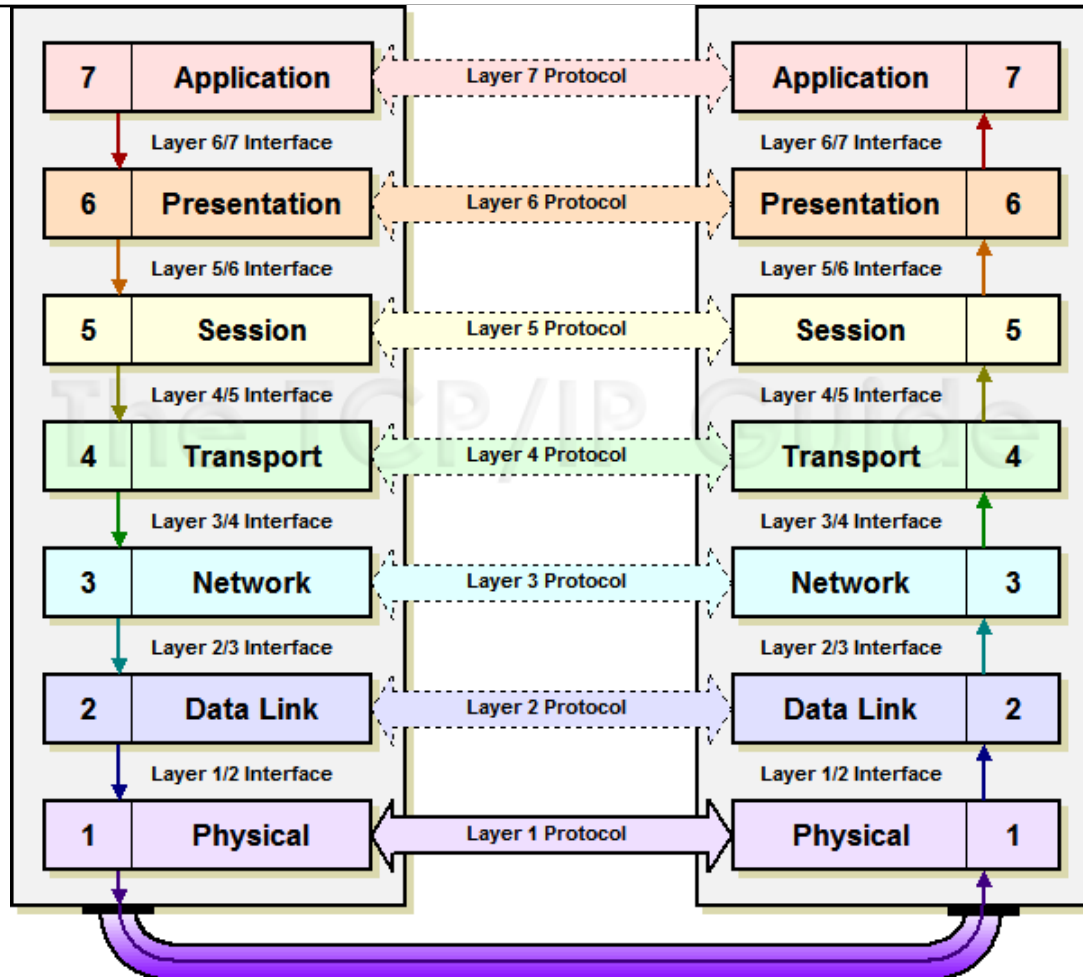 7 Application Layer 7 Protocol Application 7
Layer 6/7 Interface Layer 6/7 Interface
6 Presentation Layer 6 Protocol Presentation 6
Layer 5/6 Interface Layer 5/6 Interface
5 Session Layer 5 Protocol Session 5
Layer 4/5 Interface Layer 4/5 Interface
The TCP/IP Guide
4 Transport Layer 4 Protocol Transport 4
Layer 3/4 Interface Layer 3/4 Interface
3 Network Layer 3 Protocol Network 3
Layer 2/3 Interface Layer 2/3 Interface
2 Data Link Layer 2 Protocol Data Link 2
Layer 1/2 Interface Layer 1/2 Interface
1 Physical Layer 1 Protocol Physical 1